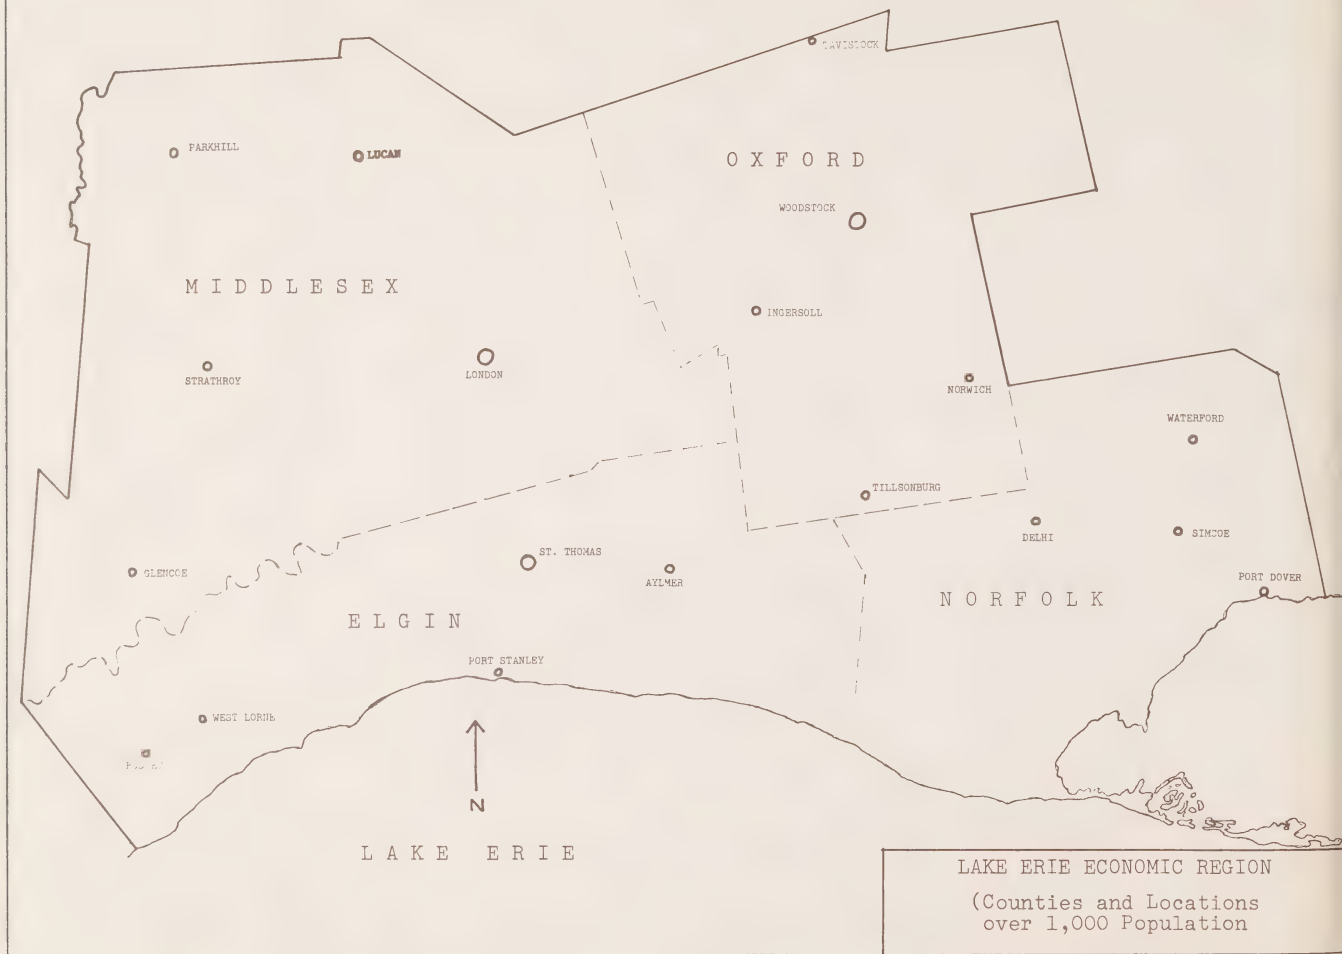 TAVISTOCK
PARKHILL
LUCAN
OXFORD
WOODSTOCK
MIDDLESEX
INGERSOLL
STRATHROY
LONDON
NORWICH
WATERFORD
TILLSONBURG
DELHI
SIMCOE
GLENCOE
ST. THOMAS
AYLMER
PORT DOVER
ELGIN
NORFOLK
PORT STANLEY
WEST LORNE
N
LAKE ERIE
LAKE ERIE ECONOMIC REGION
(Counties and Locations
over 1,000 Population